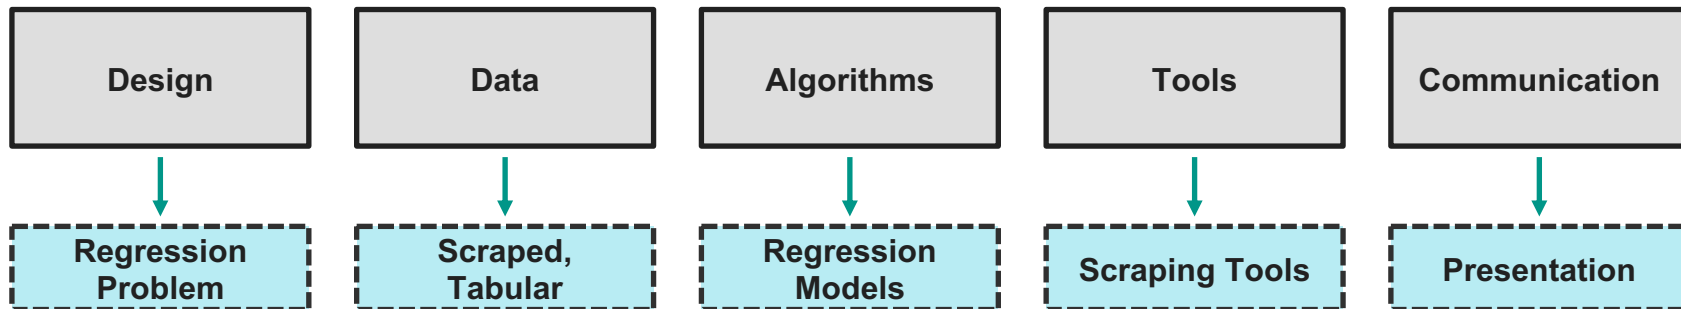 Design
Data
Algorithms
Tools
Communication
Regression
Problem
Scraped,
Tabular
Regression
Models
Scraping Tools
Presentation